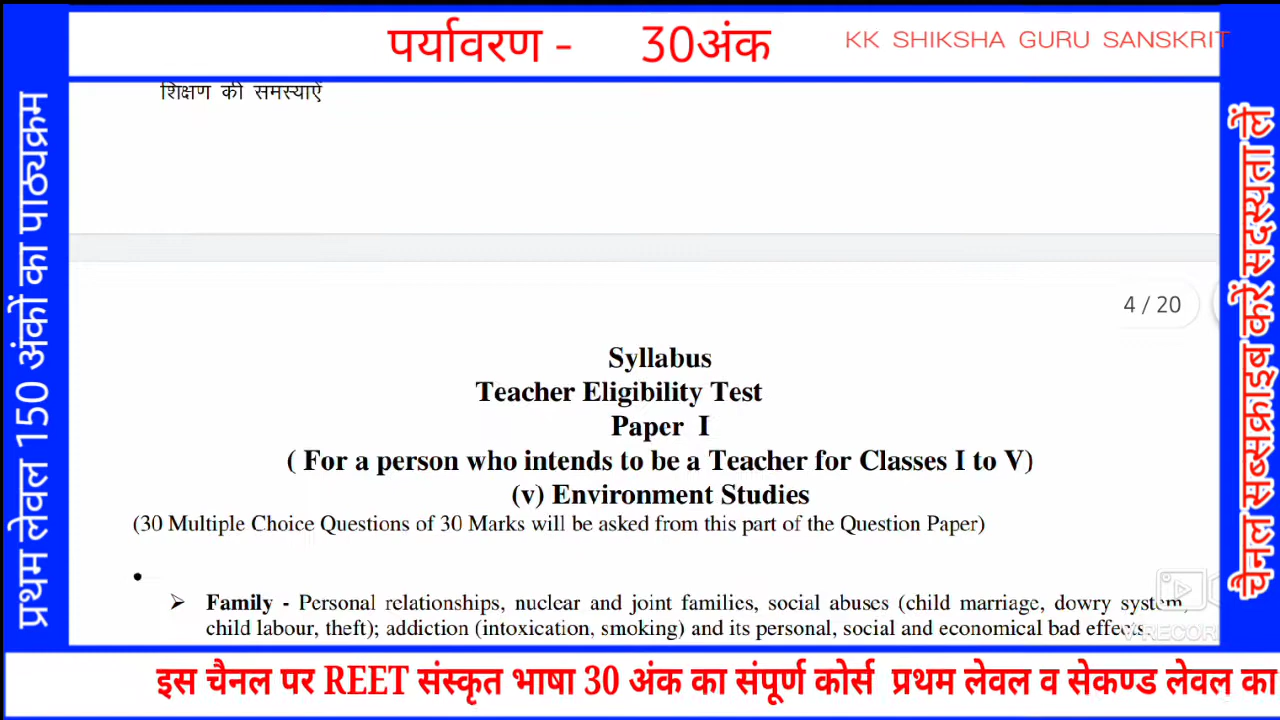 पर्यावरण - 30अंक
KK SHIKSHA GURU SANSKRIT
प्रथम लेवल 150 अंकों का पाठ्यक्रम
शिक्षण की समस्याऐं
4 / 20
Syllabus
Teacher Eligibility Test
Paper I
( For a person who intends to be a Teacher for Classes I to V)
(v) Environment Studies
(30 Multiple Choice Questions of 30 Marks will be asked from this part of the Question Paper)
Family - Personal relationships, nuclear and joint families, social abuses (child marriage, dowry system,
child labour, theft); addiction (intoxication, smoking) and its personal, social and economical bad effects.
चैनल सब्सक्राइब करें सदस्यता लें
इस चैनल पर REET संस्कृत भाषा 30 अंक का संपूर्ण कोर्स प्रथम लेवल व सेकण्ड लेवल का